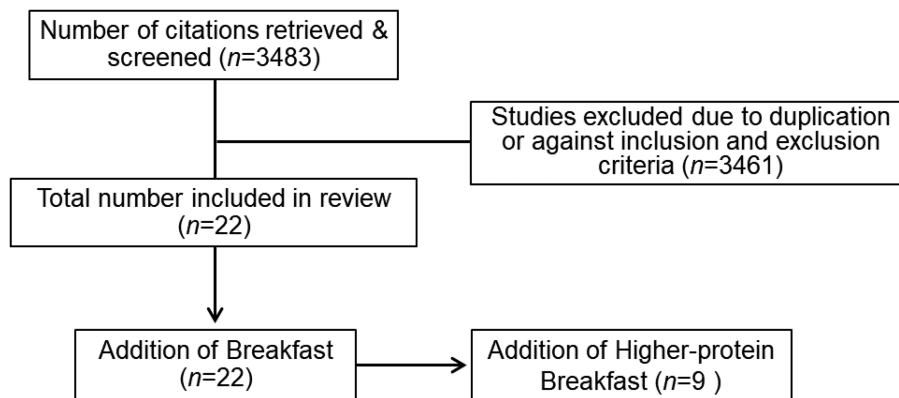 Number of citations retrieved &
screened (n=3483)
Studies excluded due to duplication
or against inclusion and exclusion
criteria (n=3461)
Total number included in review
(n=22)
Addition of Breakfast
(n=22)
Addition of Higher-protein
Breakfast (n=9 )